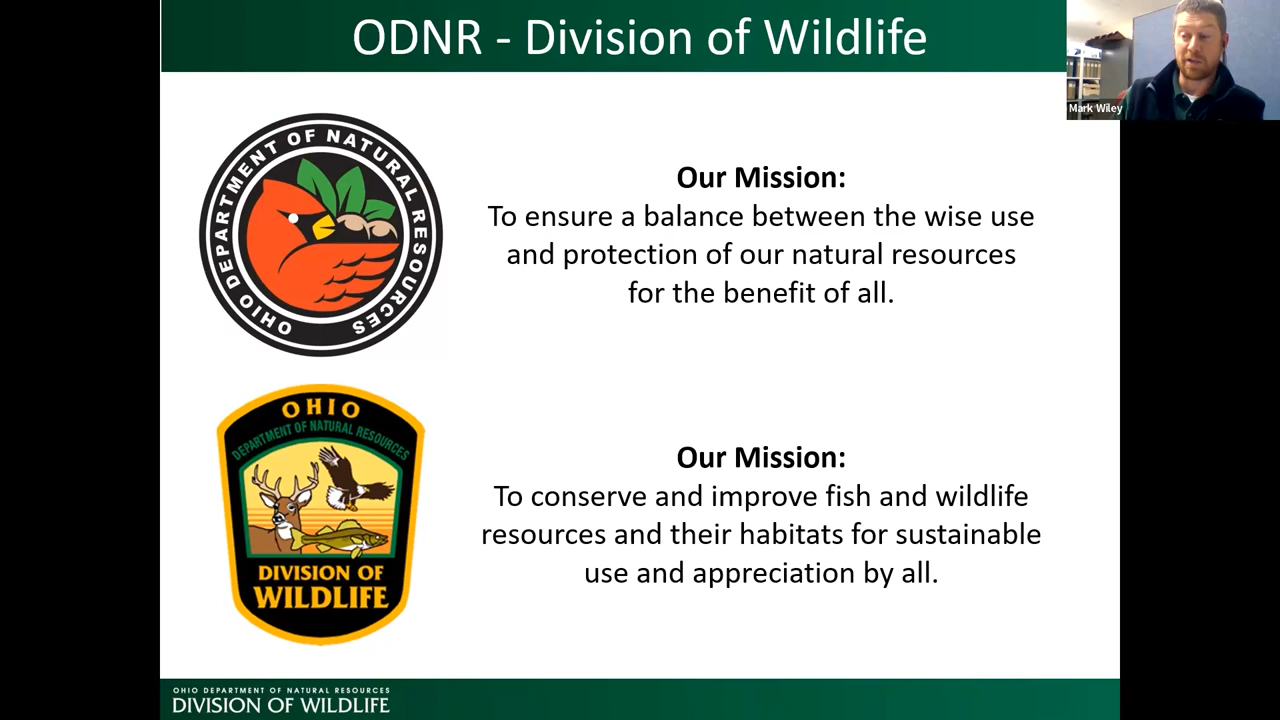 ODNR - Division of Wildlife
Mark Wiley
OHIO DEPARTMENT OF NATURAL RESOURCES
Our Mission:
To ensure a balance between the wise use
and protection of our natural resources
for the benefit of all.
OHIO
DEPARTMENT OF NATURAL RESOURCES
DIVISION OF
WILDLIFE
Our Mission:
To conserve and improve fish and wildlife
resources and their habitats for sustainable
use and appreciation by all.
OHIO DEPARTMENT OF NATURAL RESOURCES
DIVISION OF WILDLIFE